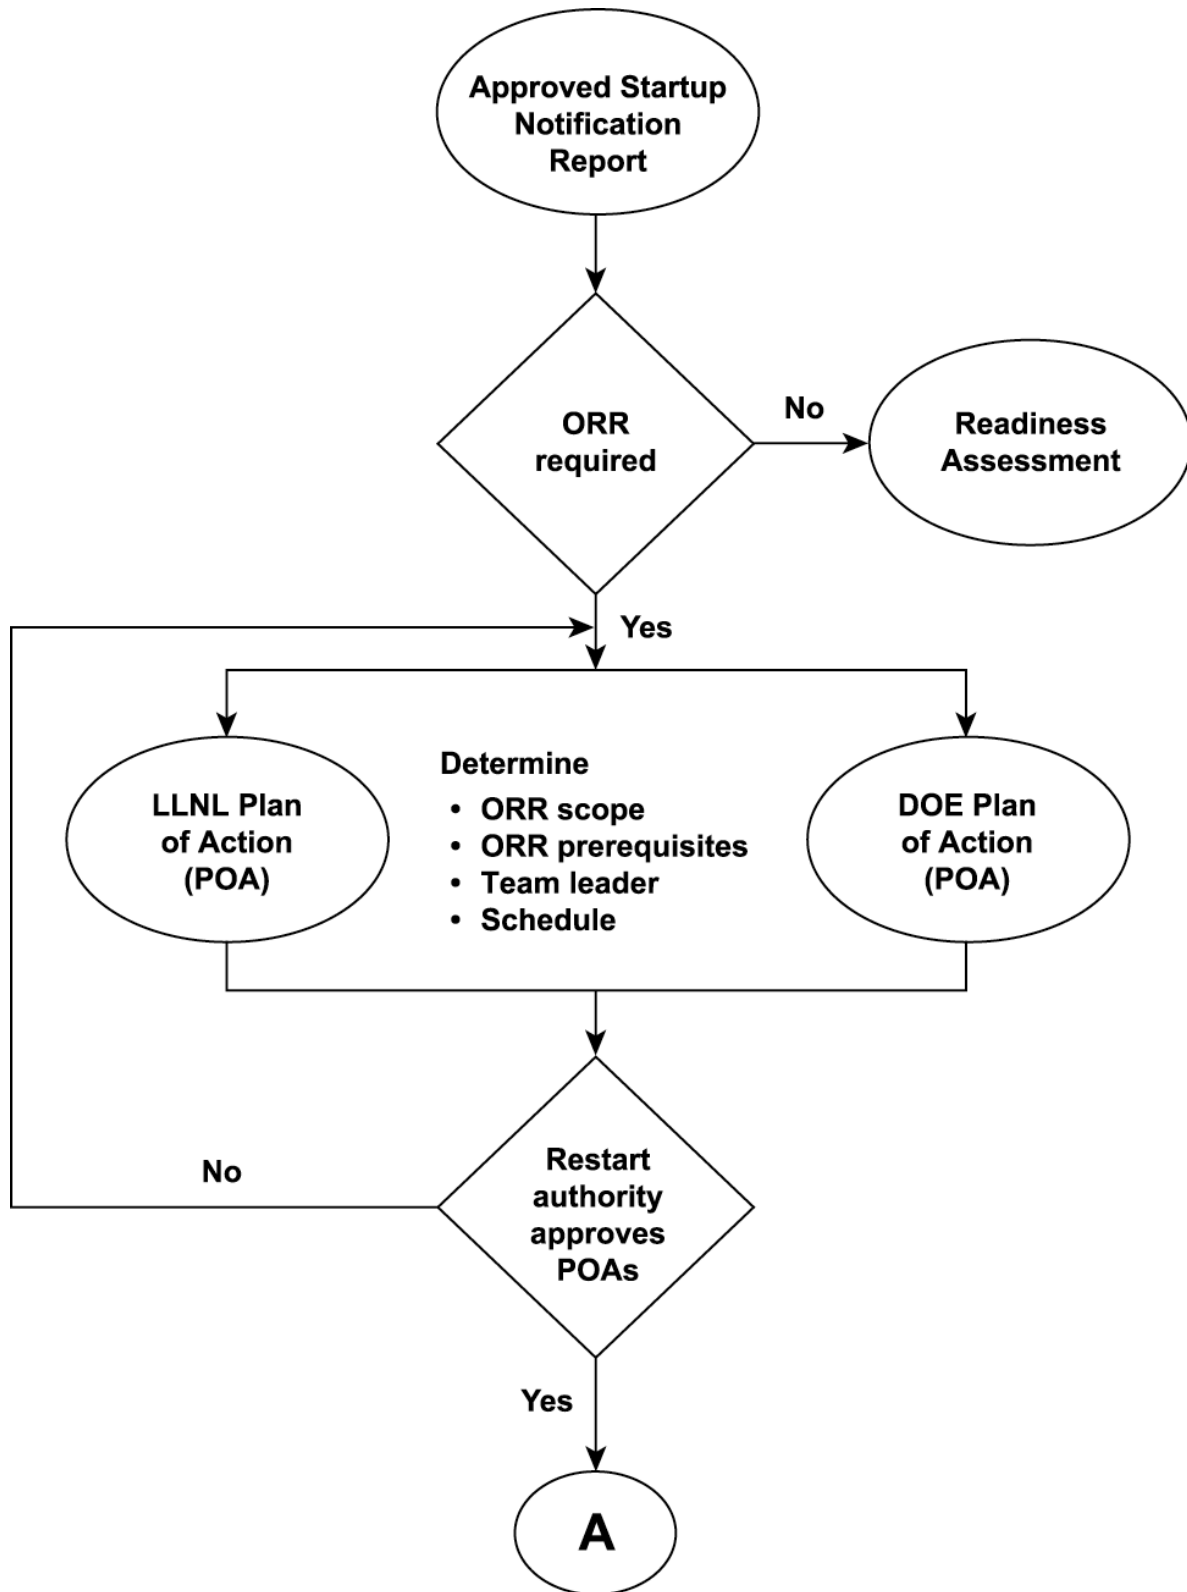 Approved Startup
Notification
Report
ORR
required
No
Readiness
Assessment
Yes
LLNL Plan
of Action
(POA)
Determine
• ORR scope
• ORR prerequisites
• Team leader
• Schedule
DOE Plan
of Action
(POA)
No
Restart
authority
approves
POAs
Yes
A